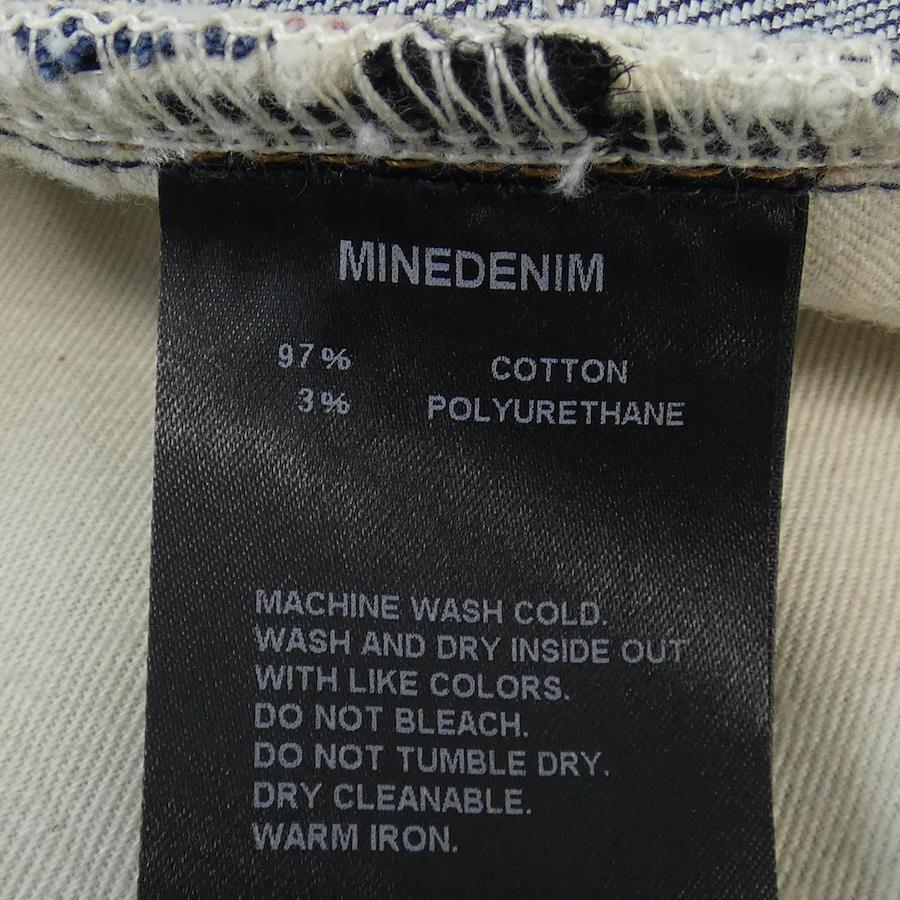 MINEDENIM
97% COTTON
3% POLYURETHANE
MACHINE WASH COLD.
WASH AND DRY INSIDE OUT
WITH LIKE COLORS.
DO NOT BLEACH.
DO NOT TUMBLE DRY.
DRY CLEANABLE.
WARM IRON.